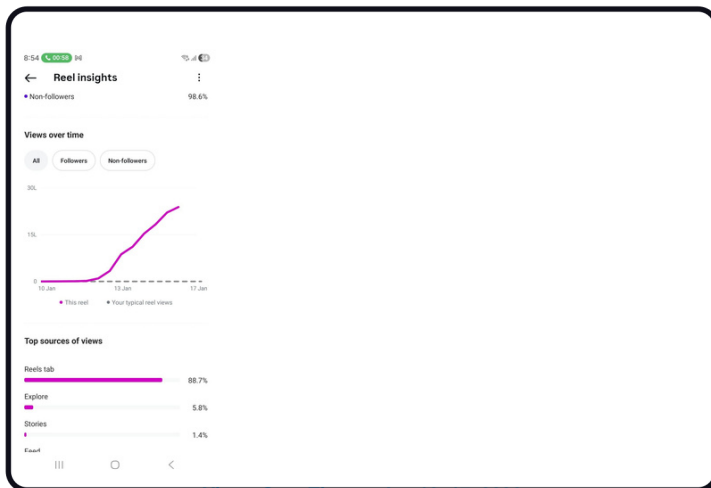 8:54 00:58
Reel insights
Non-followers 98.6%
Views over time
All Followers Non-followers
30L
15L
0
10 Jan 13 Jan 17 Jan
This reel Your typical reel views
Top sources of views
Reels tab
88.7%
Explore
5.8%
Stories
1.4%
Feed